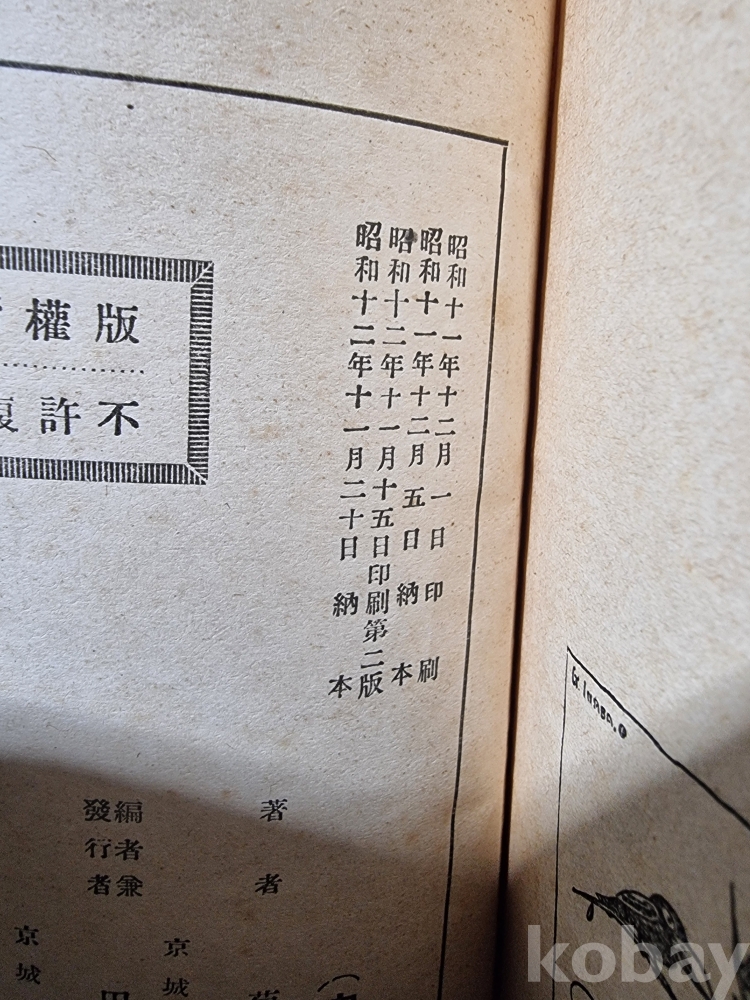 昭和十一年十二月一日印刷
昭和十一年十二月五日納本
昭和十二年十一月十五日印刷第二版
昭和十二年十一月二十日納本
版權
不許
著者
編者兼
發行者
京城
京城
G. inaba.
kobay